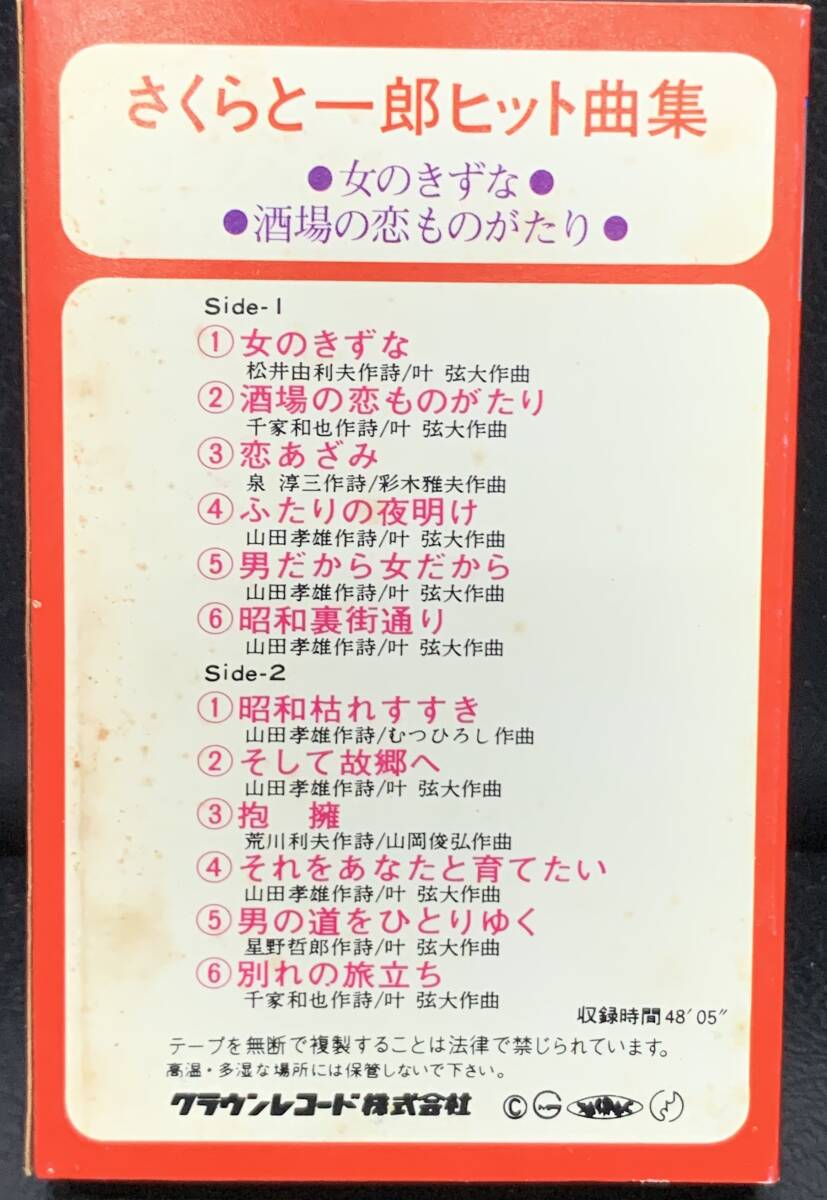 さくらと一郎ヒット曲集
●女のきずな●
●酒場の恋ものがたり●
Side-1
①女のきずな
松井由利夫作詩/叶 弦大作曲
②酒場の恋ものがたり
千家和也作詩/叶 弦大作曲
③恋あざみ
泉 淳三作詩/彩木雅夫作曲
④ふたりの夜明け
山田孝雄作詩/叶 弦大作曲
⑤男だから女だから
山田孝雄作詩/叶 弦大作曲
⑥昭和裏街通り
山田孝雄作詩/叶 弦大作曲
Side-2
①昭和枯れすすき
山田孝雄作詩/むつひろし作曲
②そして故郷へ
山田孝雄作詩/叶 弦大作曲
③抱 擁
荒川利夫作詩/山岡俊弘作曲
④それをあなたと育てたい
山田孝雄作詩/叶 弦大作曲
⑤男の道をひとりゆく
星野哲郎作詩/叶 弦大作曲
⑥別れの旅立ち
千家和也作詩/叶 弦大作曲
収録時間48′05″
テープを無断で複製することは法律で禁じられています。
高温・多湿な場所には保管しないで下さい。
クラウンレコード株式会社 ©